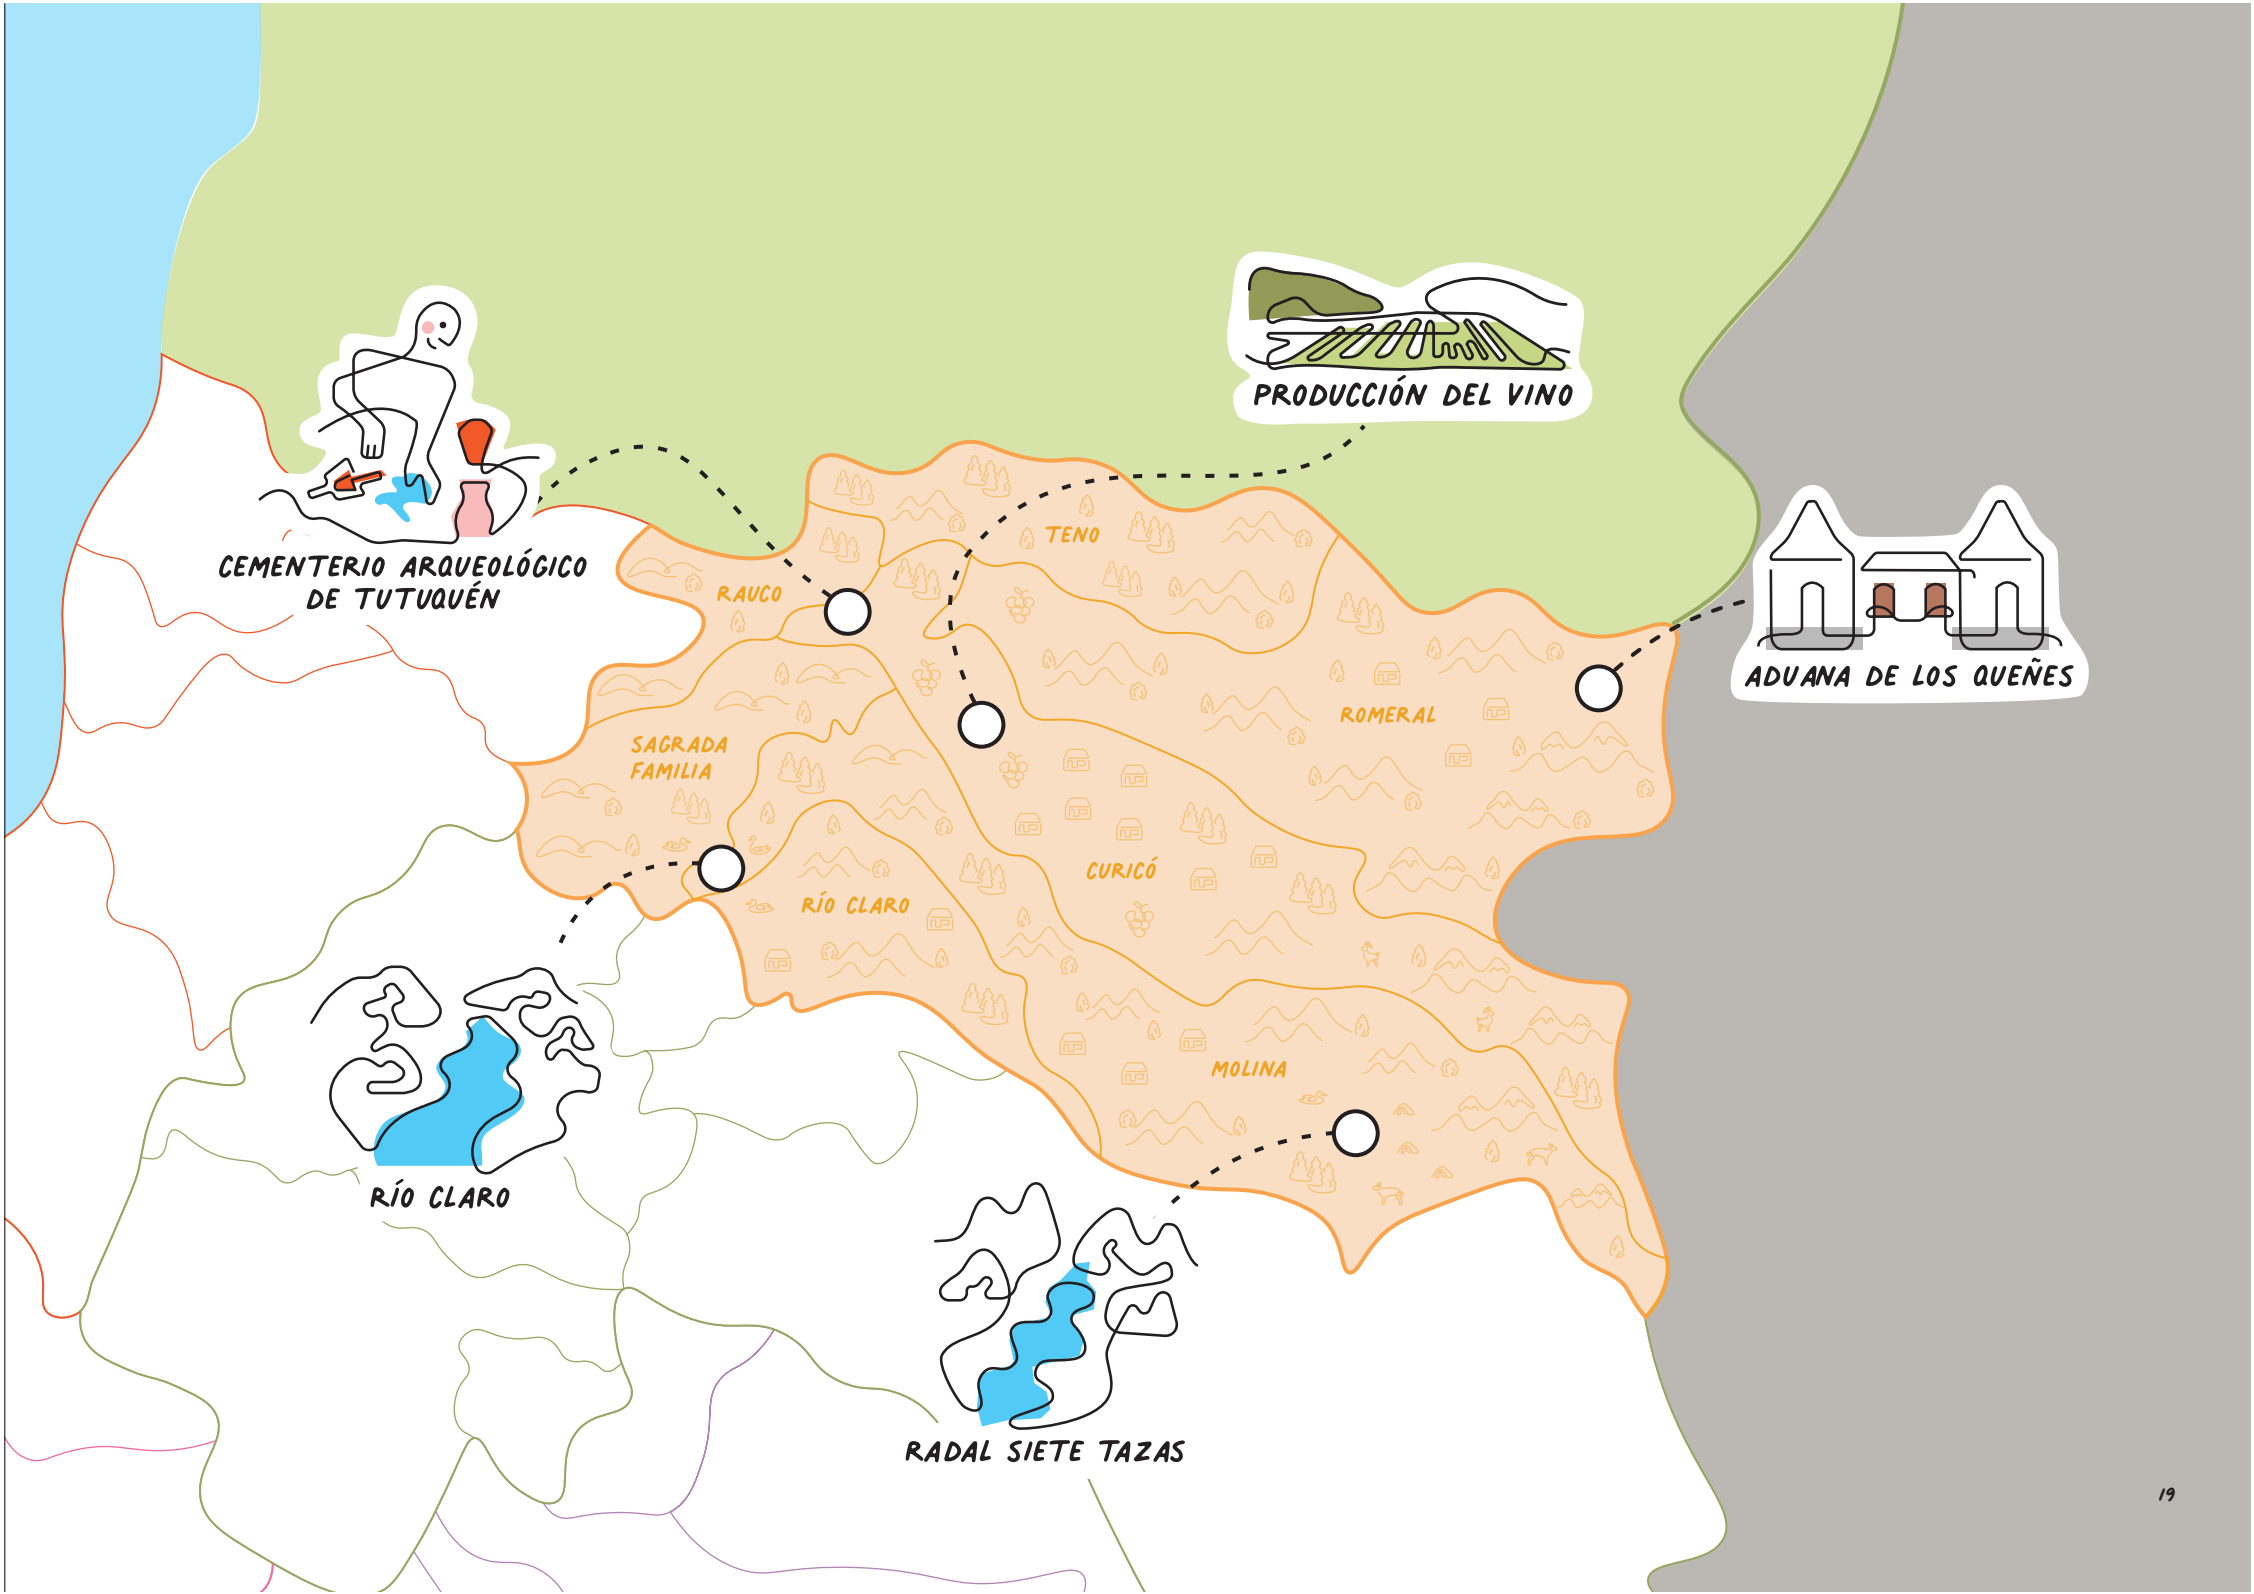 PRODUCCIÓN DEL VINO
TENO
CEMENTERIO ARQUEOLÓGICO
DE TUTUQUÉN
RAUCO
ADUANA DE LOS QUEÑES
ROMERAL
SAGRADA
FAMILIA
CURICÓ
RÍO CLARO
MOLINA
RÍO CLARO
RADAL SIETE TAZAS
19